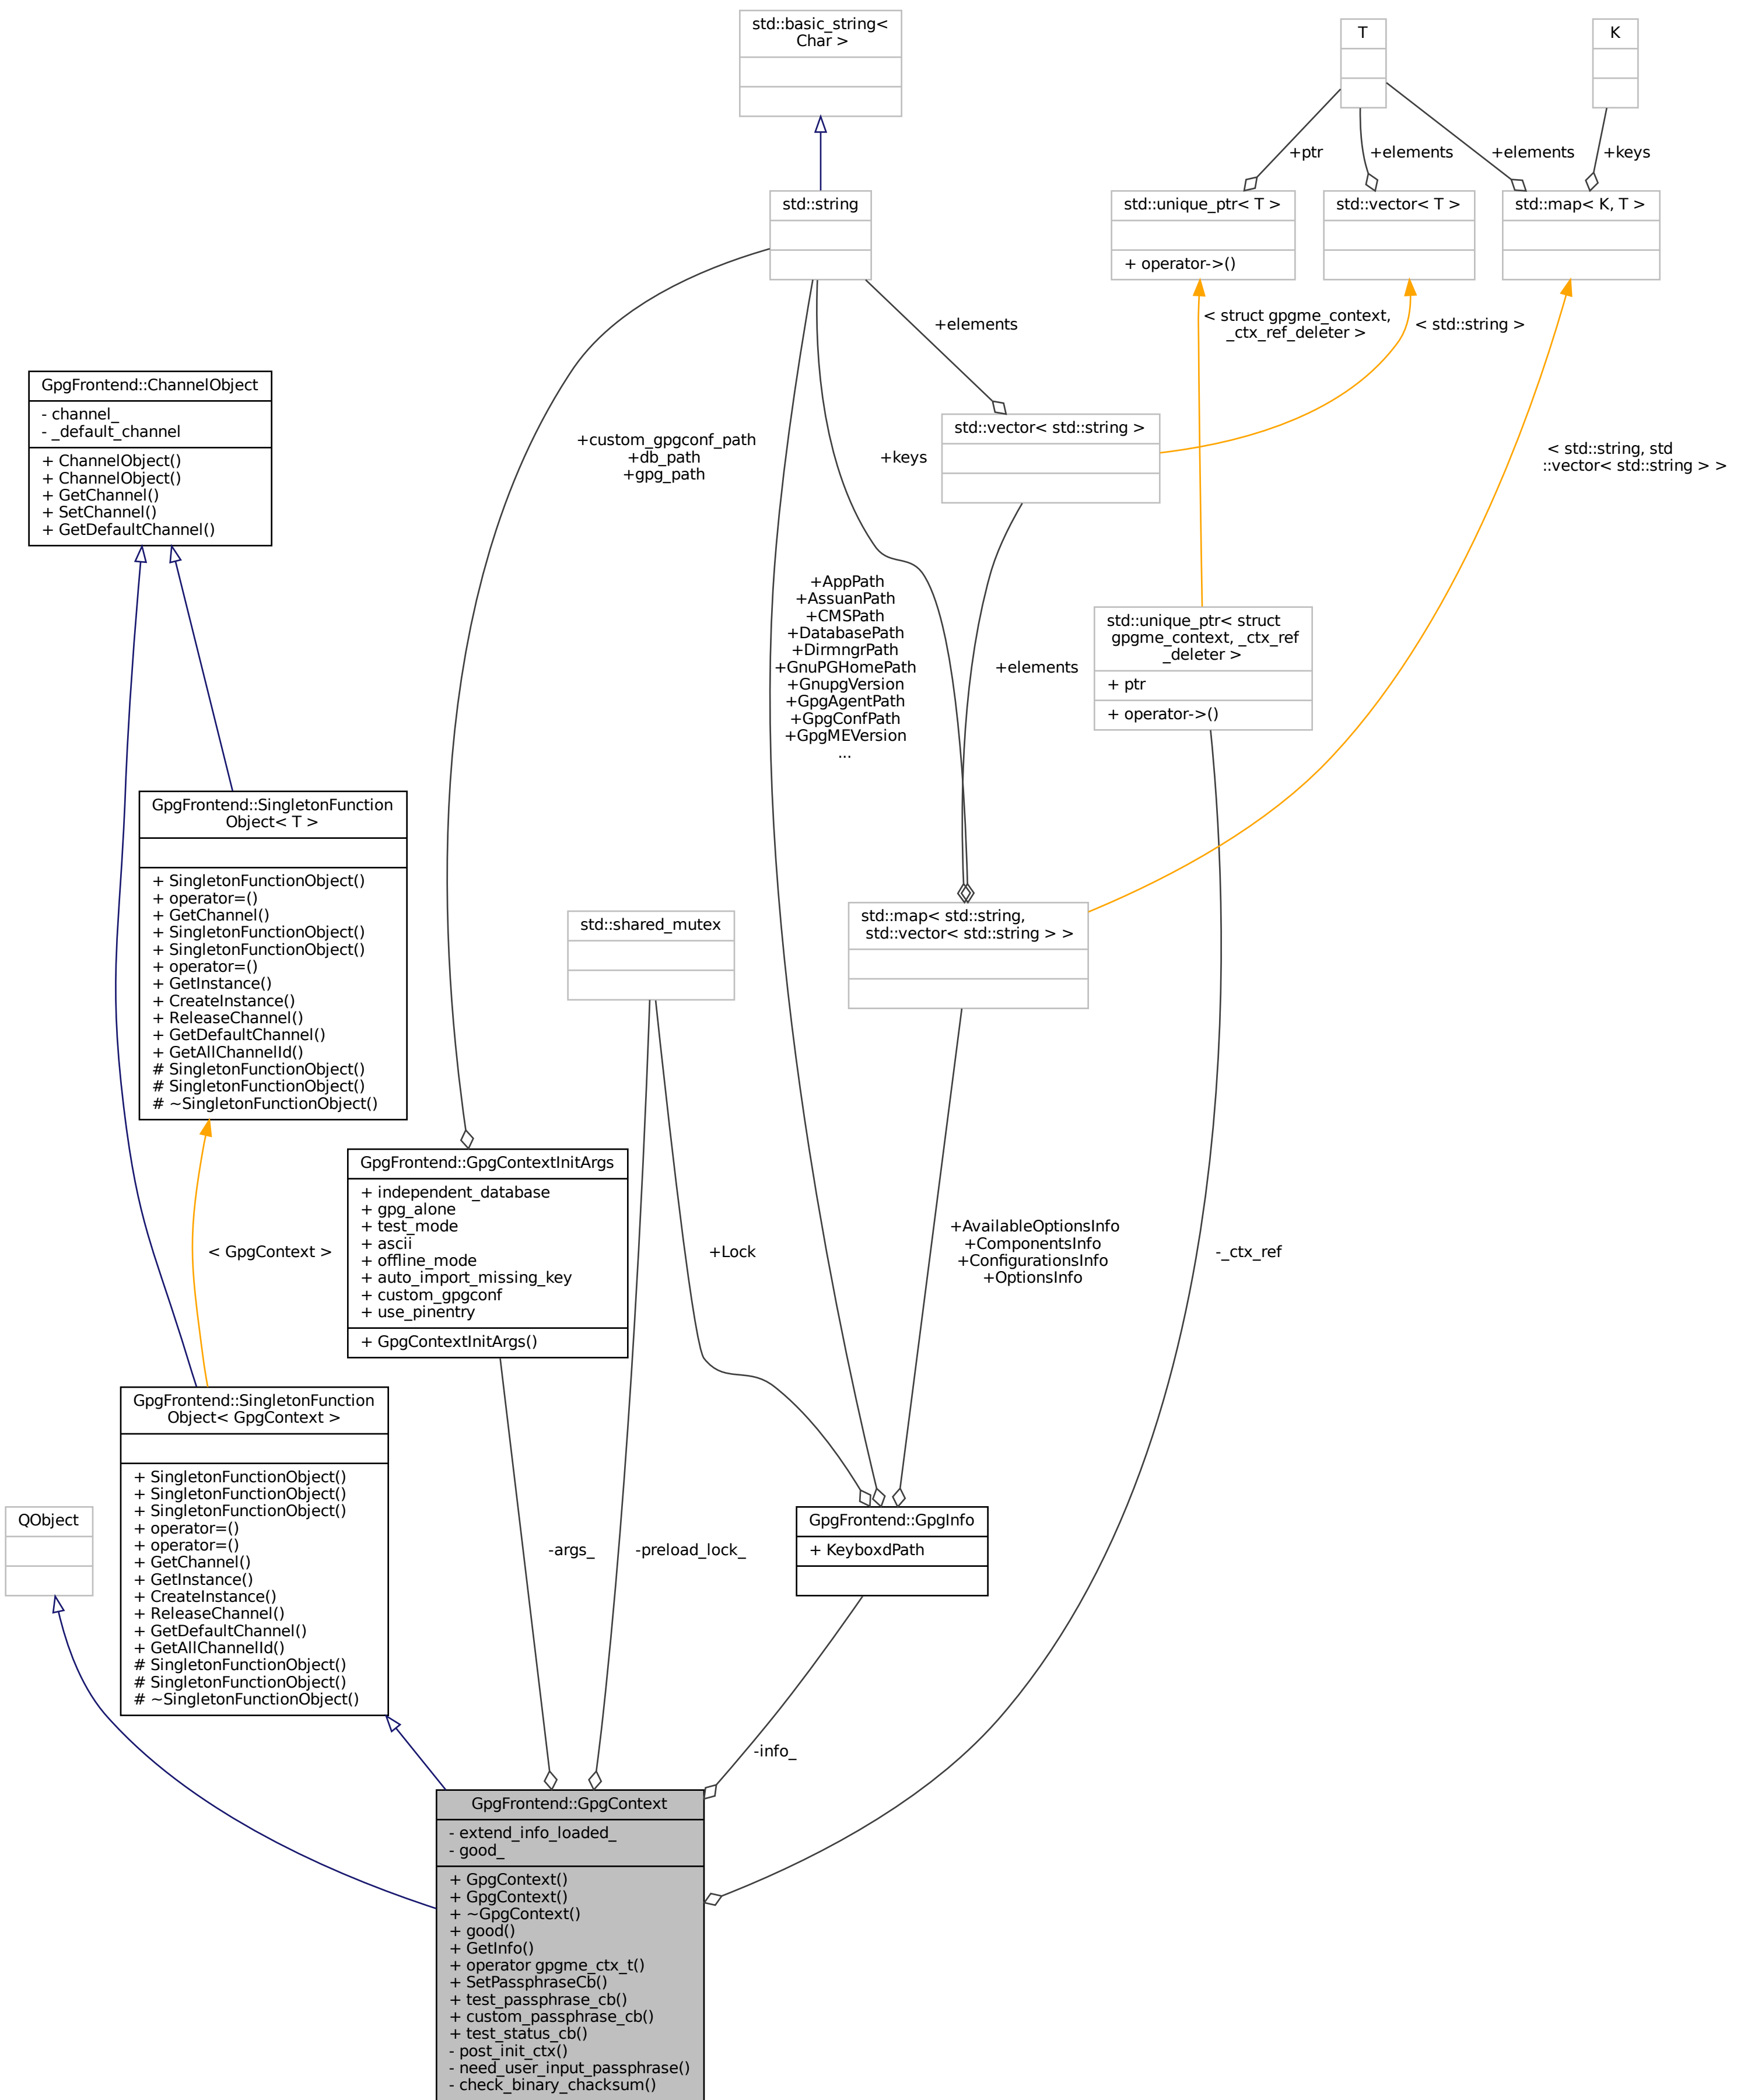 std::basic_string<
Char >
T
K
+ptr
+elements
+elements
+keys
std::string
std::unique_ptr< T >
+ operator->()
std::vector< T >
std::map< K, T >
+elements
< struct gpgme_context,
_ctx_ref_deleter >
< std::string >
GpgFrontend::ChannelObject
- channel_
- _default_channel
+ ChannelObject()
+ ChannelObject()
+ GetChannel()
+ SetChannel()
+ GetDefaultChannel()
+custom_gpgconf_path
+db_path
+gpg_path
+keys
std::vector< std::string >
< std::string, std
::vector< std::string > >
+AppPath
+AssuanPath
+CMSPath
+DatabasePath
+DirmngrPath
+GnuPGHomePath
+GnupgVersion
+GpgAgentPath
+GpgConfPath
+GpgMEVersion
...
+elements
std::unique_ptr< struct
gpgme_context, _ctx_ref
_deleter >
+ ptr
+ operator->()
GpgFrontend::SingletonFunction
Object< T >
+ SingletonFunctionObject()
+ operator=()
+ GetChannel()
+ SingletonFunctionObject()
+ SingletonFunctionObject()
+ operator=()
+ GetInstance()
+ CreateInstance()
+ ReleaseChannel()
+ GetDefaultChannel()
+ GetAllChannelId()
# SingletonFunctionObject()
# SingletonFunctionObject()
# ~SingletonFunctionObject()
std::shared_mutex
std::map< std::string,
std::vector< std::string > >
< GpgContext >
GpgFrontend::GpgContextInitArgs
+ independent_database
+ gpg_alone
+ test_mode
+ ascii
+ offline_mode
+ auto_import_missing_key
+ custom_gpgconf
+ use_pinentry
+ GpgContextInitArgs()
+Lock
+AvailableOptionsInfo
+ComponentsInfo
+ConfigurationsInfo
+OptionsInfo
-_ctx_ref
GpgFrontend::SingletonFunction
Object< GpgContext >
+ SingletonFunctionObject()
+ SingletonFunctionObject()
+ SingletonFunctionObject()
+ operator=()
+ operator=()
+ GetChannel()
+ GetInstance()
+ CreateInstance()
+ ReleaseChannel()
+ GetDefaultChannel()
+ GetAllChannelId()
# SingletonFunctionObject()
# SingletonFunctionObject()
# ~SingletonFunctionObject()
QObject
-args_
-preload_lock_
GpgFrontend::GpgInfo
+ KeyboxdPath
-info_
GpgFrontend::GpgContext
- extend_info_loaded_
- good_
+ GpgContext()
+ GpgContext()
+ ~GpgContext()
+ good()
+ GetInfo()
+ operator gpgme_ctx_t()
+ SetPassphraseCb()
+ test_passphrase_cb()
+ custom_passphrase_cb()
+ test_status_cb()
- post_init_ctx()
- need_user_input_passphrase()
- check_binary_chacksum()